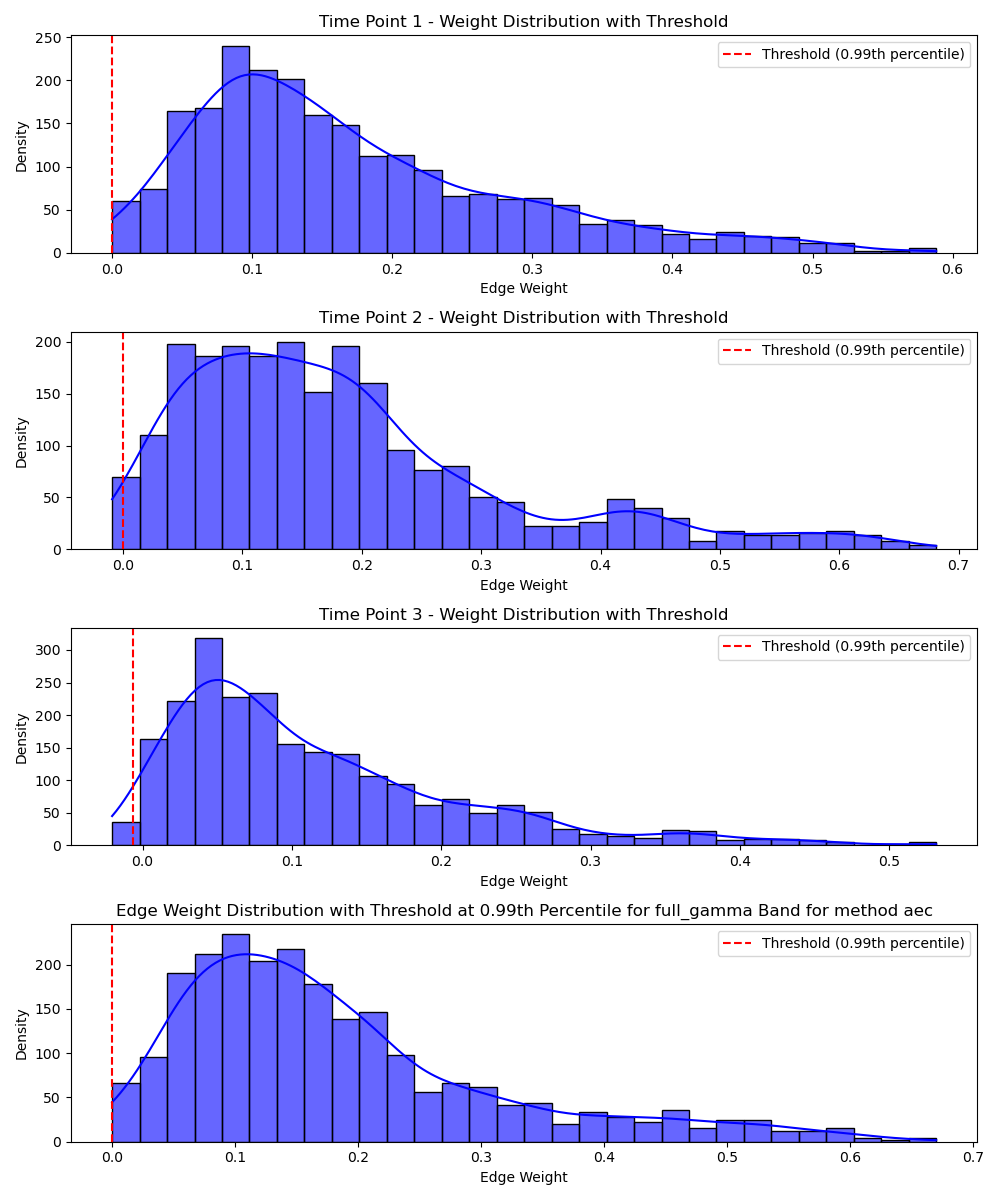 Time Point 1 - Weight Distribution with Threshold
250
200
150
100
50
0
Density
Threshold (0.99th percentile)
0.0 0.1 0.2 0.3 0.4 0.5 0.6
Edge Weight
Time Point 2 - Weight Distribution with Threshold
200
150
100
50
0
Density
Threshold (0.99th percentile)
0.0 0.1 0.2 0.3 0.4 0.5 0.6 0.7
Edge Weight
Time Point 3 - Weight Distribution with Threshold
300
250
200
150
100
50
0
Density
Threshold (0.99th percentile)
0.0 0.1 0.2 0.3 0.4 0.5
Edge Weight
Edge Weight Distribution with Threshold at 0.99th Percentile for full_gamma Band for method aec
200
150
100
50
0
Density
Threshold (0.99th percentile)
0.0 0.1 0.2 0.3 0.4 0.5 0.6 0.7
Edge Weight